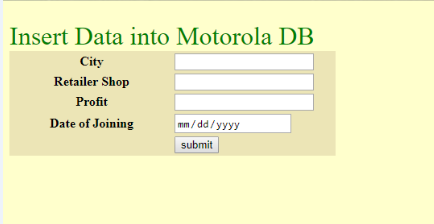 Insert Data into Motorola DB
City
Retailer Shop
Profit
Date of Joining mm/dd/yyyy
submit